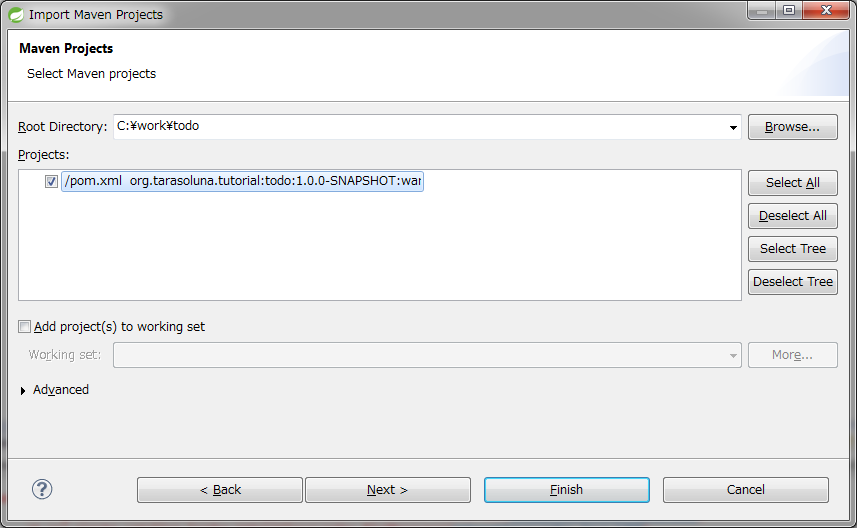 Import Maven Projects
Maven Projects
Select Maven projects
Root Directory: C:¥work¥todo Browse...
Projects:
/pom.xml org.tarasoluna.tutorial:todo:1.0.0-SNAPSHOT:war
Select All
Deselect All
Select Tree
Deselect Tree
Add project(s) to working set
Working set: More...
Advanced
? < Back Next > Finish Cancel